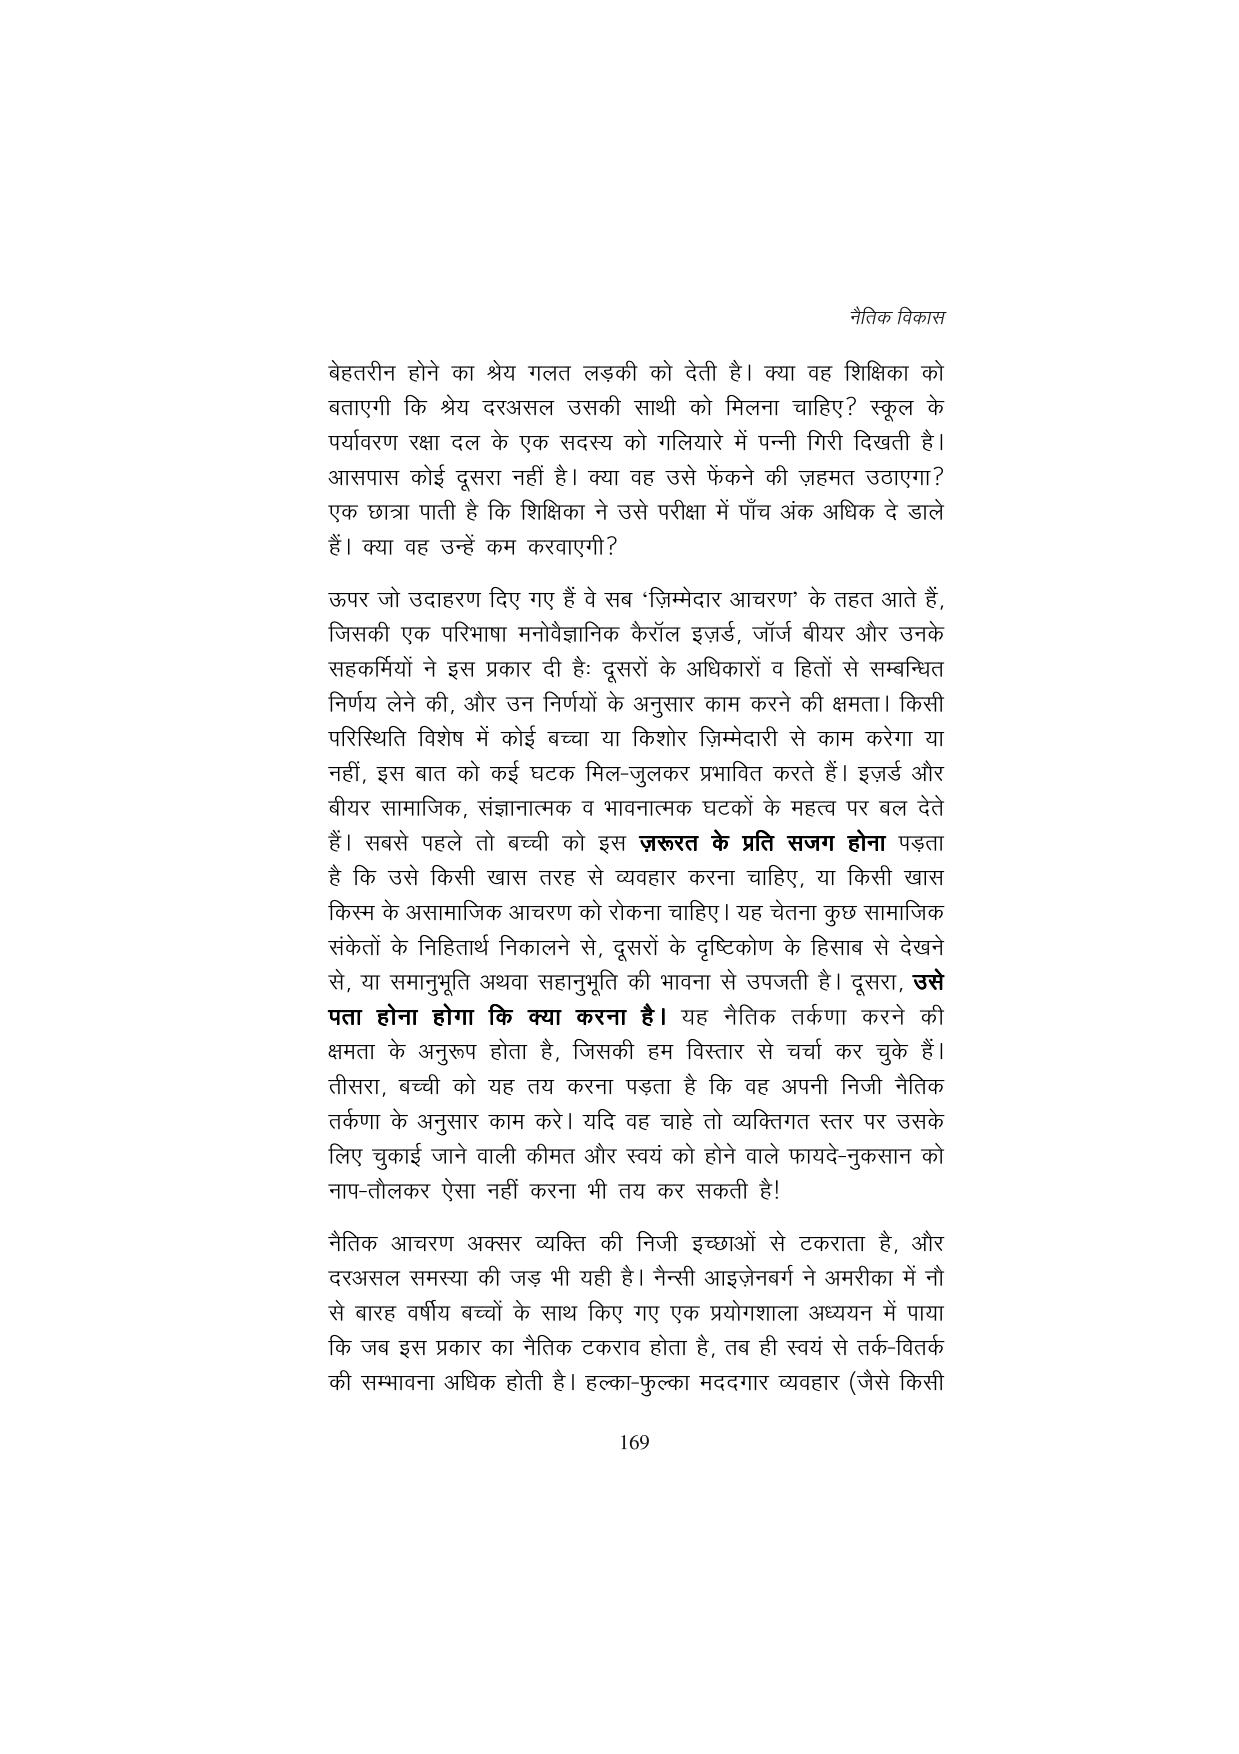 नैतिक विकास
बेहतरीन होने का श्रेय गलत लड़की को देती है। क्या वह शिक्षिका को
बताएगी कि श्रेय दरअसल उसकी साथी को मिलना चाहिए? स्कूल के
पर्यावरण रक्षा दल के एक सदस्य को गलियारे में पन्नी गिरी दिखती है।
आसपास कोई दूसरा नहीं है। क्या वह उसे फेंकने की ज़हमत उठाएगा?
एक छात्रा पाती है कि शिक्षिका ने उसे परीक्षा में पाँच अंक अधिक दे डाले
हैं। क्या वह उन्हें कम करवाएगी?
ऊपर जो उदाहरण दिए गए हैं वे सब ‘ज़िम्मेदार आचरण’ के तहत आते हैं,
जिसकी एक परिभाषा मनोवैज्ञानिक कैरॉल इज़र्ड, जॉर्ज बीयर और उनके
सहकर्मियों ने इस प्रकार दी है: दूसरों के अधिकारों व हितों से सम्बन्धित
निर्णय लेने की, और उन निर्णयों के अनुसार काम करने की क्षमता। किसी
परिस्थिति विशेष में कोई बच्चा या किशोर ज़िम्मेदारी से काम करेगा या
नहीं, इस बात को कई घटक मिल-जुलकर प्रभावित करते हैं। इज़र्ड और
बीयर सामाजिक, संज्ञानात्मक व भावनात्मक घटकों के महत्व पर बल देते
हैं। सबसे पहले तो बच्ची को इस ज़रूरत के प्रति सजग होना पड़ता
है कि उसे किसी खास तरह से व्यवहार करना चाहिए, या किसी खास
किस्म के असामाजिक आचरण को रोकना चाहिए। यह चेतना कुछ सामाजिक
संकेतों के निहितार्थ निकालने से, दूसरों के दृष्टिकोण के हिसाब से देखने
से, या समानुभूति अथवा सहानुभूति की भावना से उपजती है। दूसरा, उसे
पता होना होगा कि क्या करना है। यह नैतिक तर्कणा करने की
क्षमता के अनुरूप होता है, जिसकी हम विस्तार से चर्चा कर चुके हैं।
तीसरा, बच्ची को यह तय करना पड़ता है कि वह अपनी निजी नैतिक
तर्कणा के अनुसार काम करे। यदि वह चाहे तो व्यक्तिगत स्तर पर उसके
लिए चुकाई जाने वाली कीमत और स्वयं को होने वाले फायदे-नुकसान को
नाप-तौलकर ऐसा नहीं करना भी तय कर सकती है!
नैतिक आचरण अक्सर व्यक्ति की निजी इच्छाओं से टकराता है, और
दरअसल समस्या की जड़ भी यही है। नैन्सी आइज़ेनबर्ग ने अमरीका में नौ
से बारह वर्षीय बच्चों के साथ किए गए एक प्रयोगशाला अध्ययन में पाया
कि जब इस प्रकार का नैतिक टकराव होता है, तब ही स्वयं से तर्क-वितर्क
की सम्भावना अधिक होती है। हल्का-फुल्का मददगार व्यवहार (जैसे किसी
169